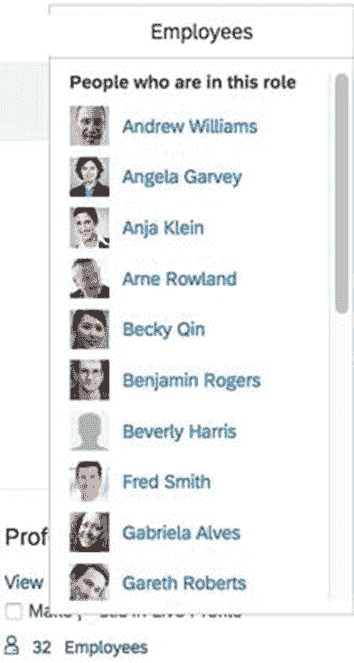 Employees
People who are in this role
Andrew Williams
Angela Garvey
Anja Klein
Arne Rowland
Becky Qin
Benjamin Rogers
Beverly Harris
Fred Smith
Gabriela Alves
Gareth Roberts
Prof
View
32 Employees